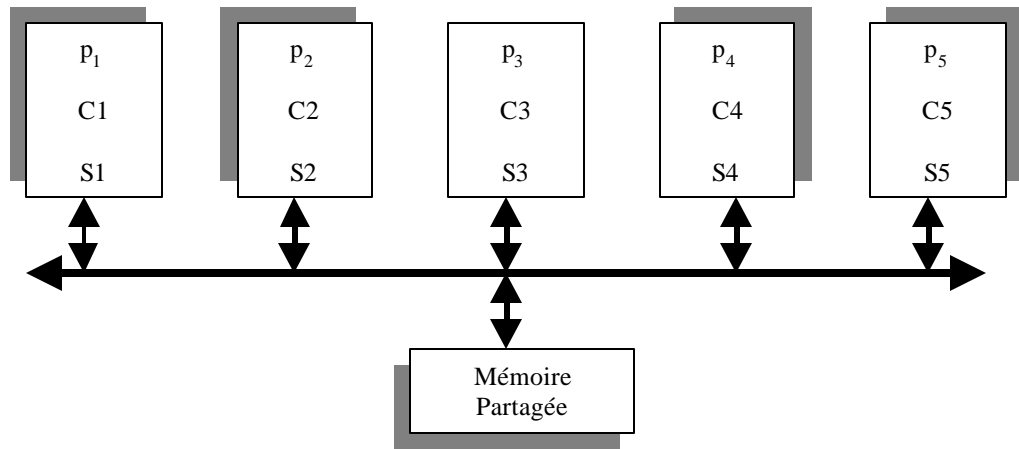 p₁ p₂ p₃ p₄ p₅
C1 C2 C3 C4 C5
S1 S2 S3 S4 S5
Mémoire
Partagée